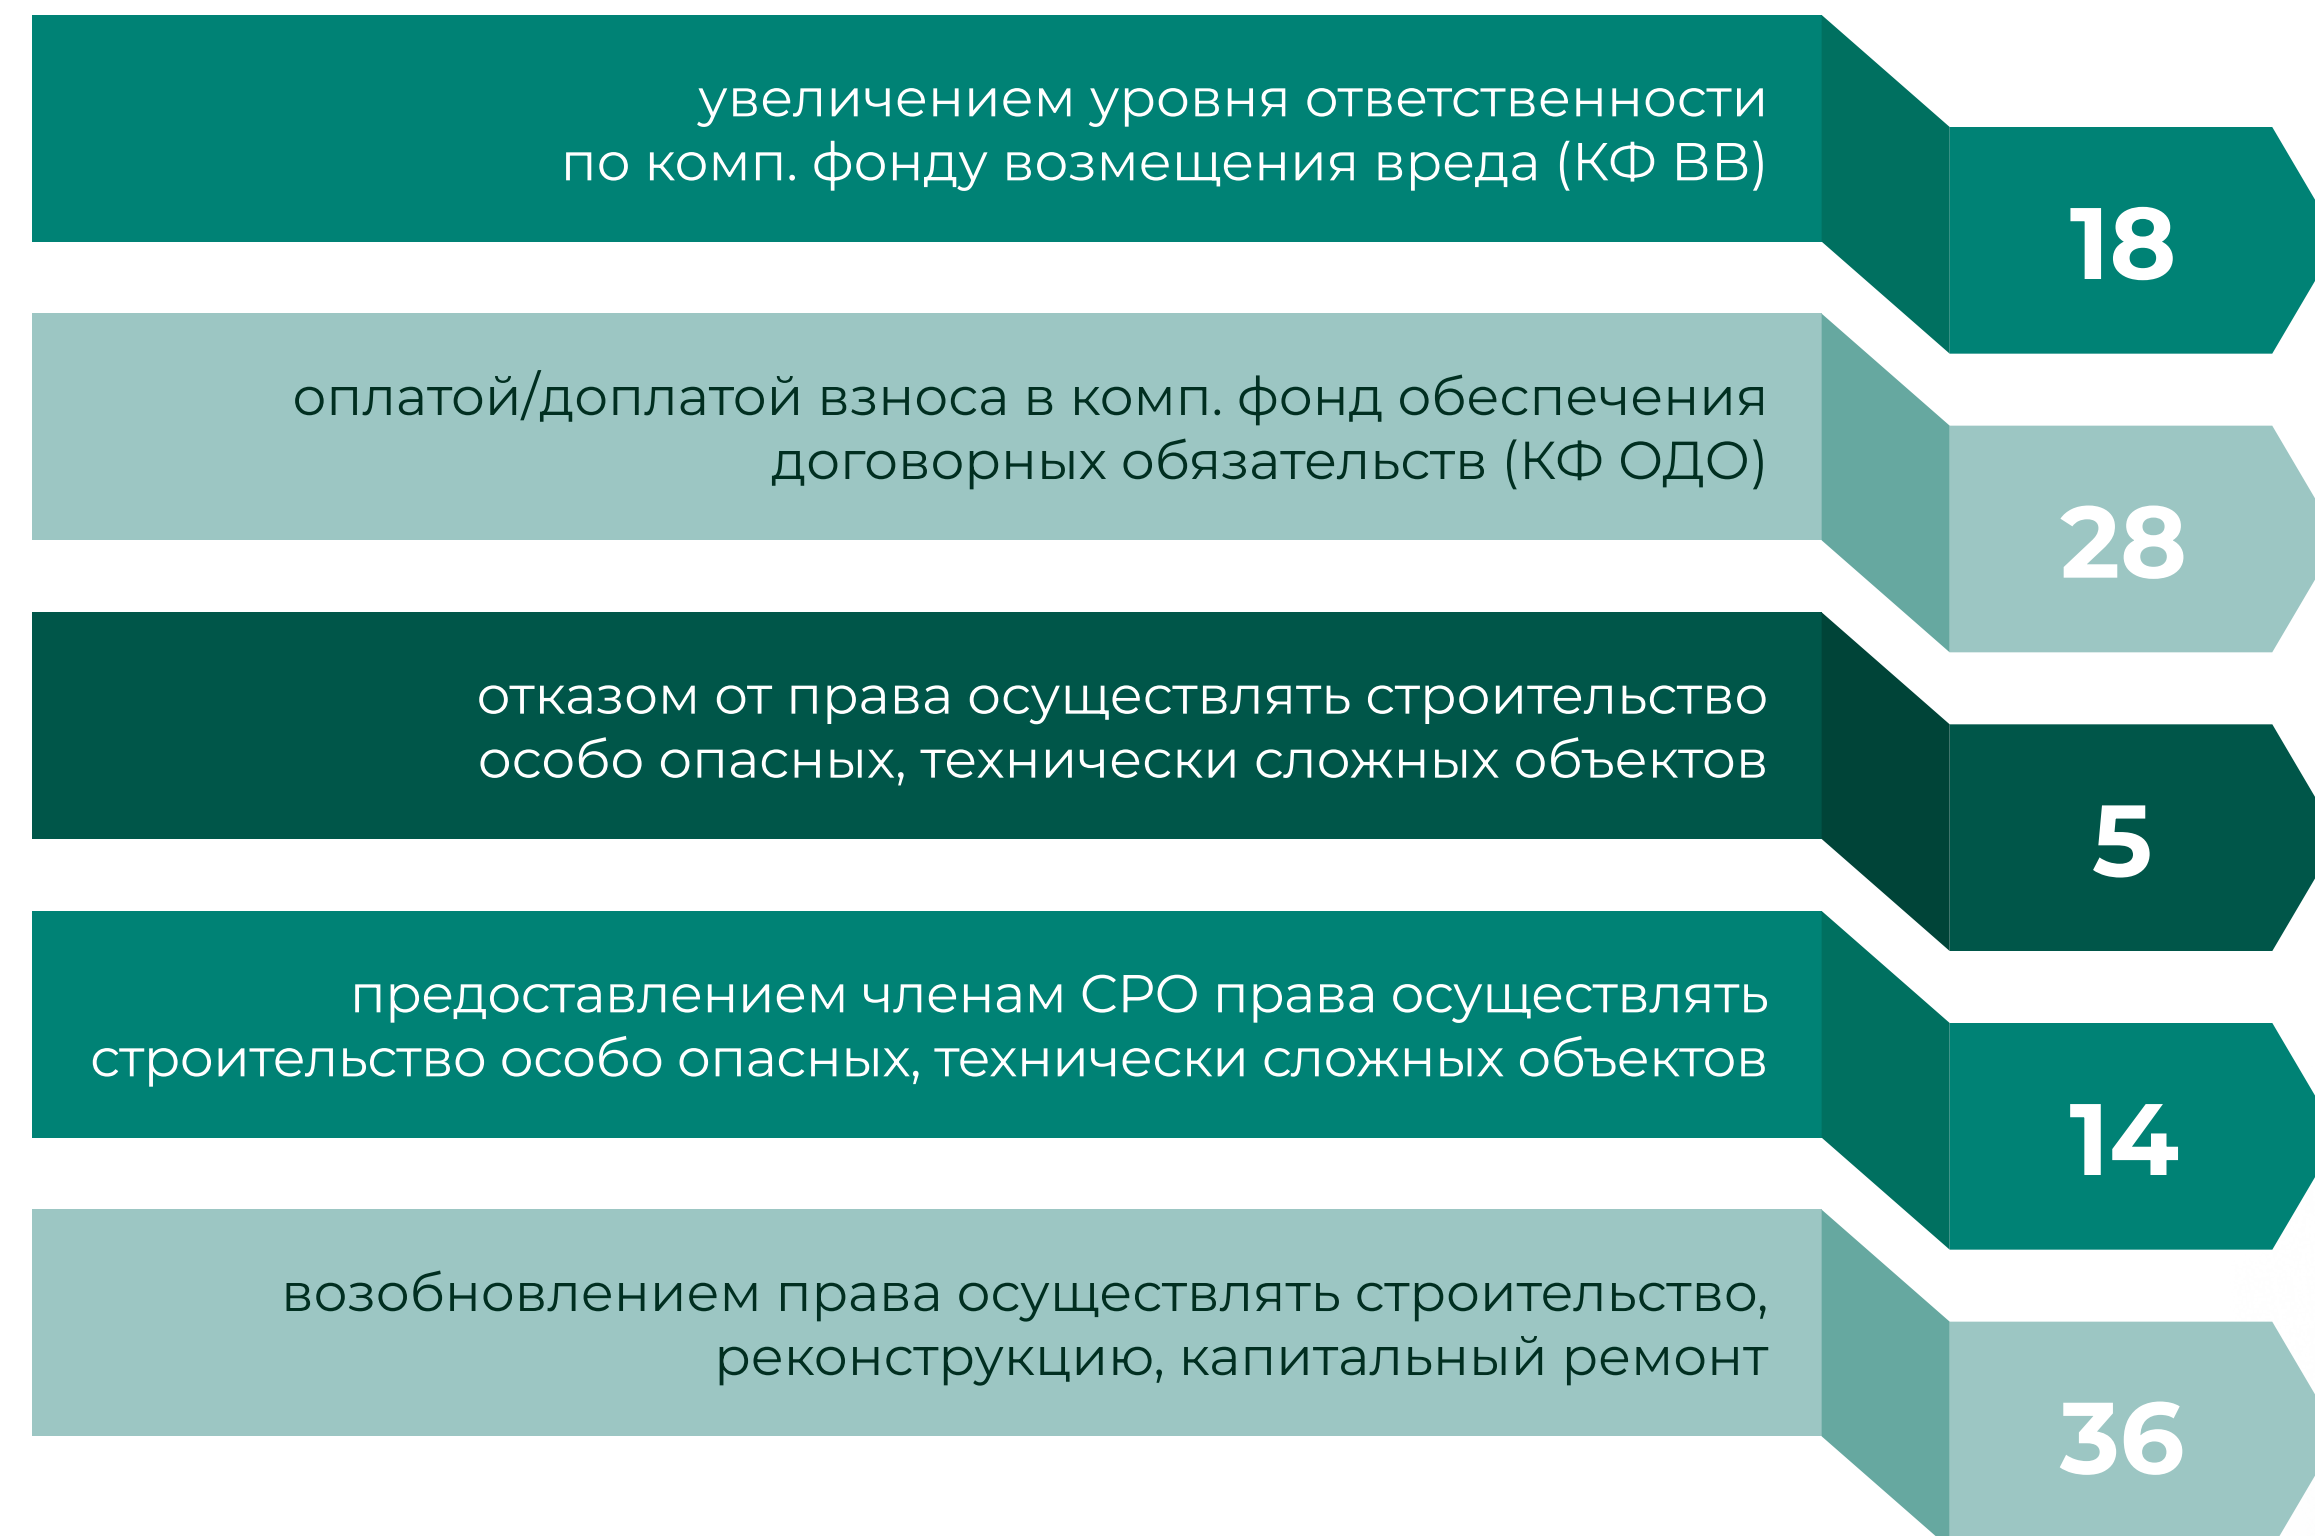 увеличением уровня ответственности
по комп. фонду возмещения вреда (КФ ВВ)
18
оплатой/доплатой взноса в комп. фонд обеспечения
договорных обязательств (КФ ОДО)
28
отказом от права осуществлять строительство
особо опасных, технически сложных объектов
5
предоставлением членам СРО права осуществлять
строительство особо опасных, технически сложных объектов
14
возобновлением права осуществлять строительство,
реконструкцию, капитальный ремонт
36